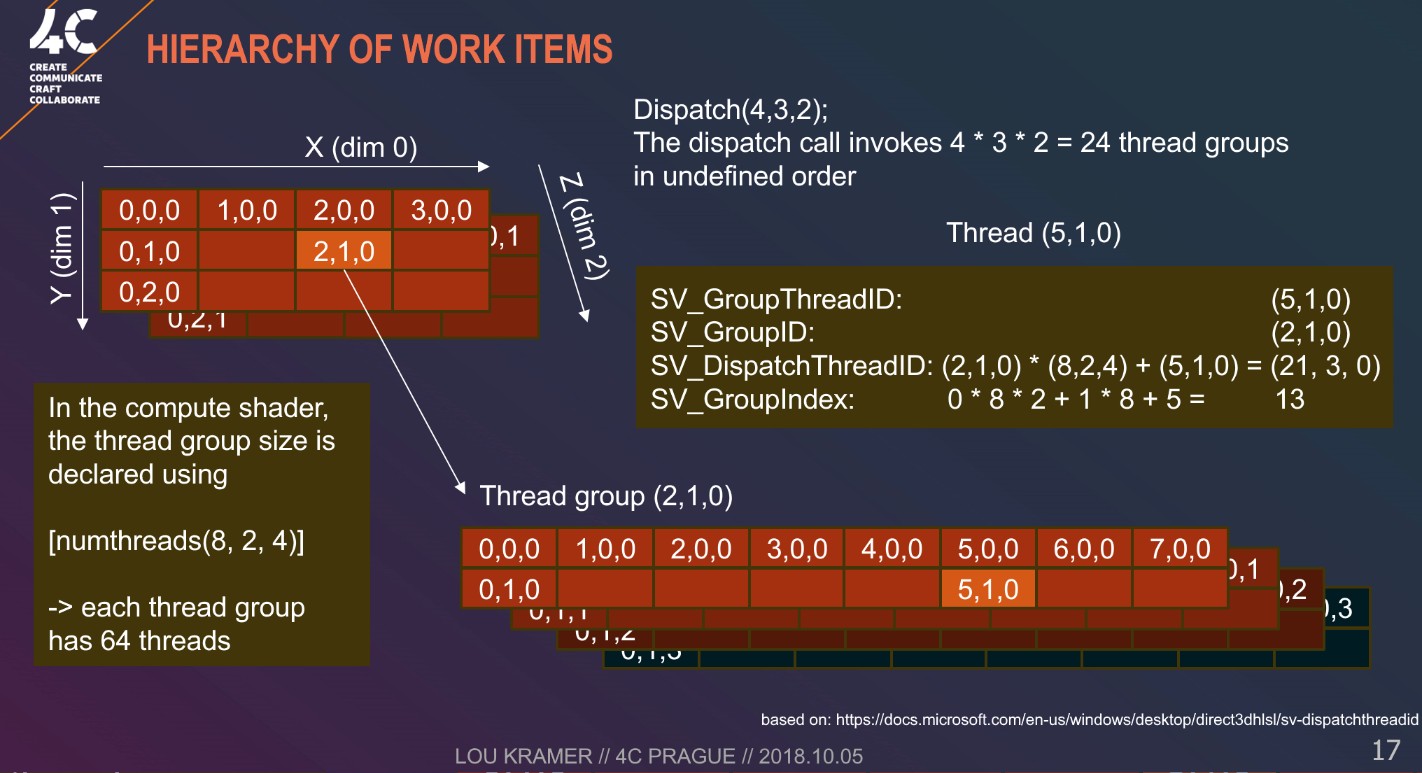 4C
CREATE
COMMUNICATE
CRAFT
COLLABORATE
HIERARCHY OF WORK ITEMS
Dispatch(4,3,2);
The dispatch call invokes 4 * 3 * 2 = 24 thread groups
in undefined order
X (dim 0)
Y (dim 1)
Z (dim 2)
0,0,0 1,0,0 2,0,0 3,0,0
0,1,0 2,1,0
0,2,0
0,1
0,2,1
Thread (5,1,0)
SV_GroupThreadID: (5,1,0)
SV_GroupID: (2,1,0)
SV_DispatchThreadID: (2,1,0) * (8,2,4) + (5,1,0) = (21, 3, 0)
SV_GroupIndex: 0 * 8 * 2 + 1 * 8 + 5 = 13
In the compute shader,
the thread group size is
declared using
[numthreads(8, 2, 4)]
-> each thread group
has 64 threads
Thread group (2,1,0)
0,0,0 1,0,0 2,0,0 3,0,0 4,0,0 5,0,0 6,0,0 7,0,0
0,1,0 5,1,0
0,1
,2
,3
0,1,1
0,1,2
0,1,3
based on: https://docs.microsoft.com/en-us/windows/desktop/direct3dhlsl/sv-dispatchthreadid
LOU KRAMER // 4C PRAGUE // 2018.10.05
17